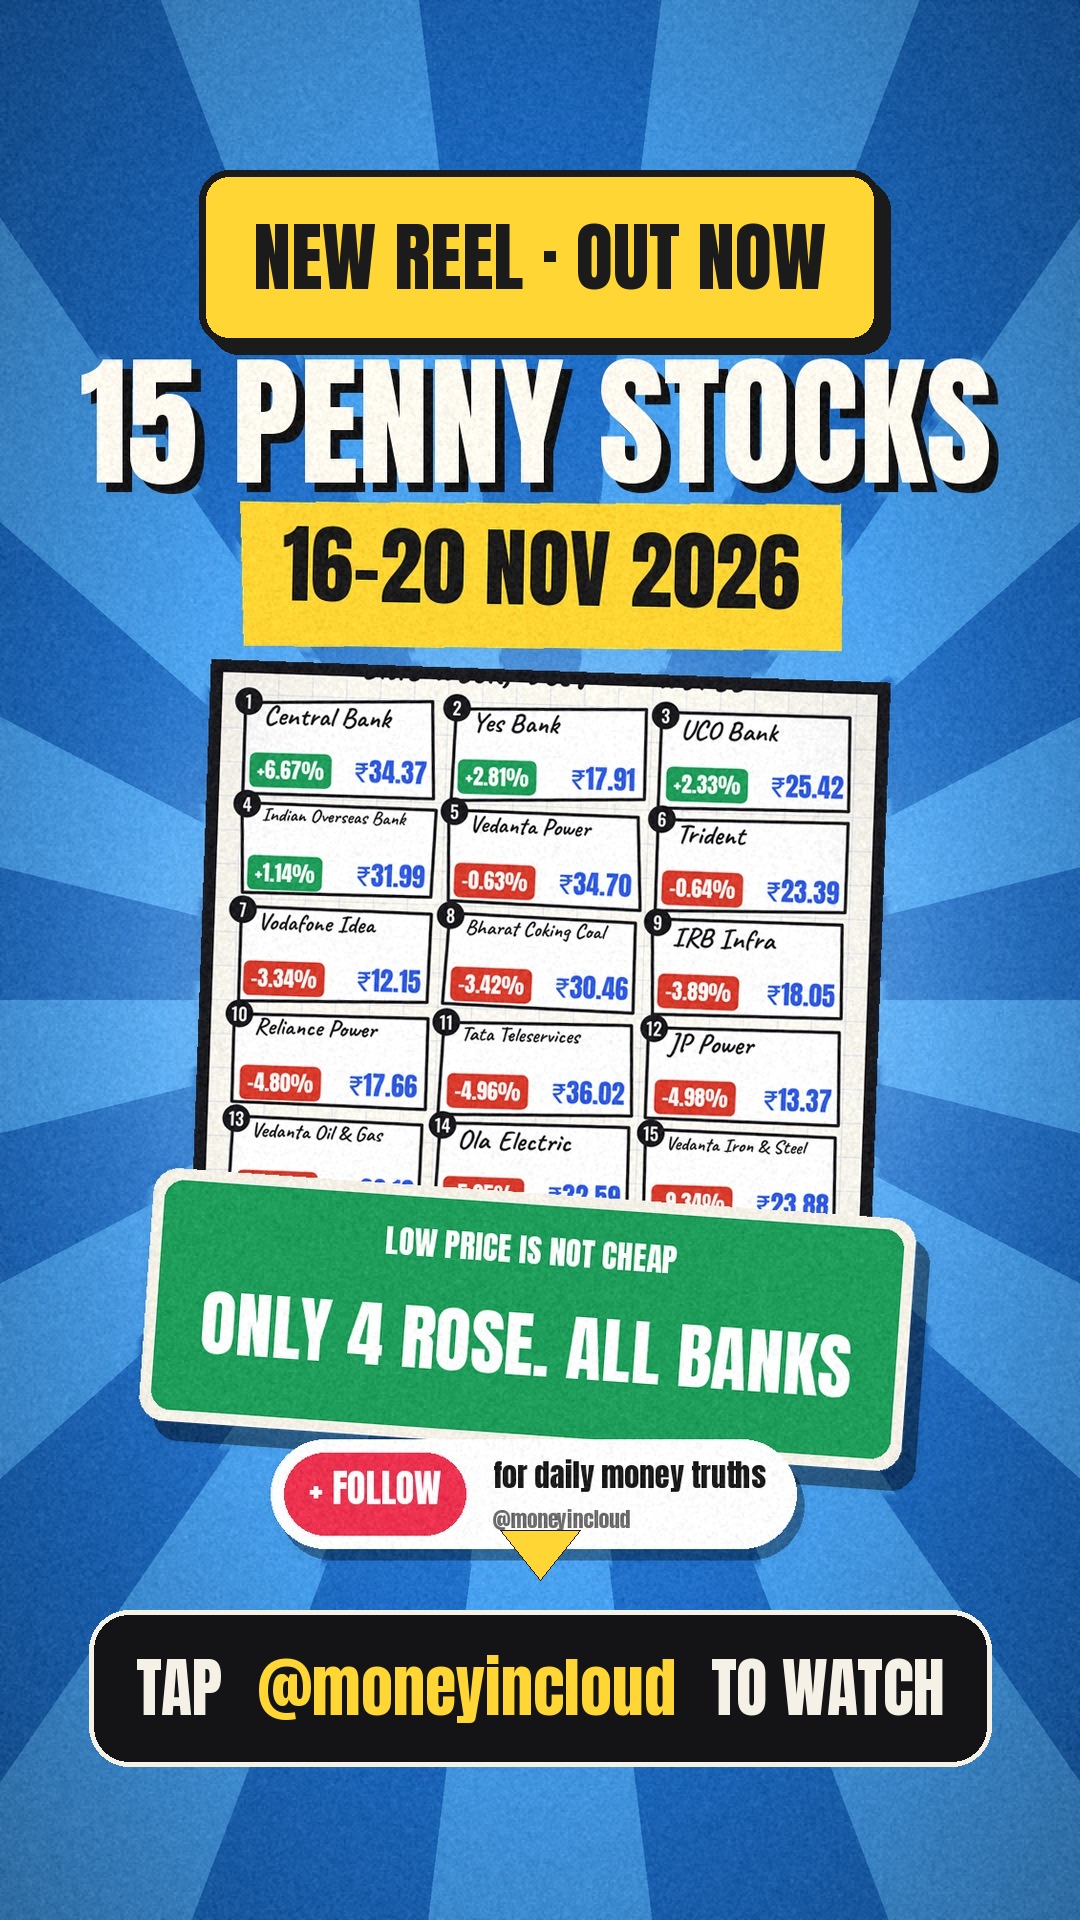 NEW REEL · OUT NOW
15 PENNY STOCKS
16-20 NOV 2026
1 Central Bank
+6.67% ₹34.37
2 Yes Bank
+2.81% ₹17.91
3 UCO Bank
+2.33% ₹25.42
4 Indian Overseas Bank
+1.14% ₹31.99
5 Vedanta Power
-0.63% ₹34.70
6 Trident
-0.64% ₹23.39
7 Vodafone Idea
-3.34% ₹12.15
8 Bharat Coking Coal
-3.42% ₹30.46
9 IRB Infra
-3.89% ₹18.05
10 Reliance Power
-4.80% ₹17.66
11 Tata Teleservices
-4.96% ₹36.02
12 JP Power
-4.98% ₹13.37
13 Vedanta Oil & Gas
14 Ola Electric
₹32.59
15 Vedanta Iron & Steel
9.34% ₹23.88
LOW PRICE IS NOT CHEAP
ONLY 4 ROSE. ALL BANKS
+ FOLLOW
for daily money truths
@moneyincloud
TAP @moneyincloud TO WATCH